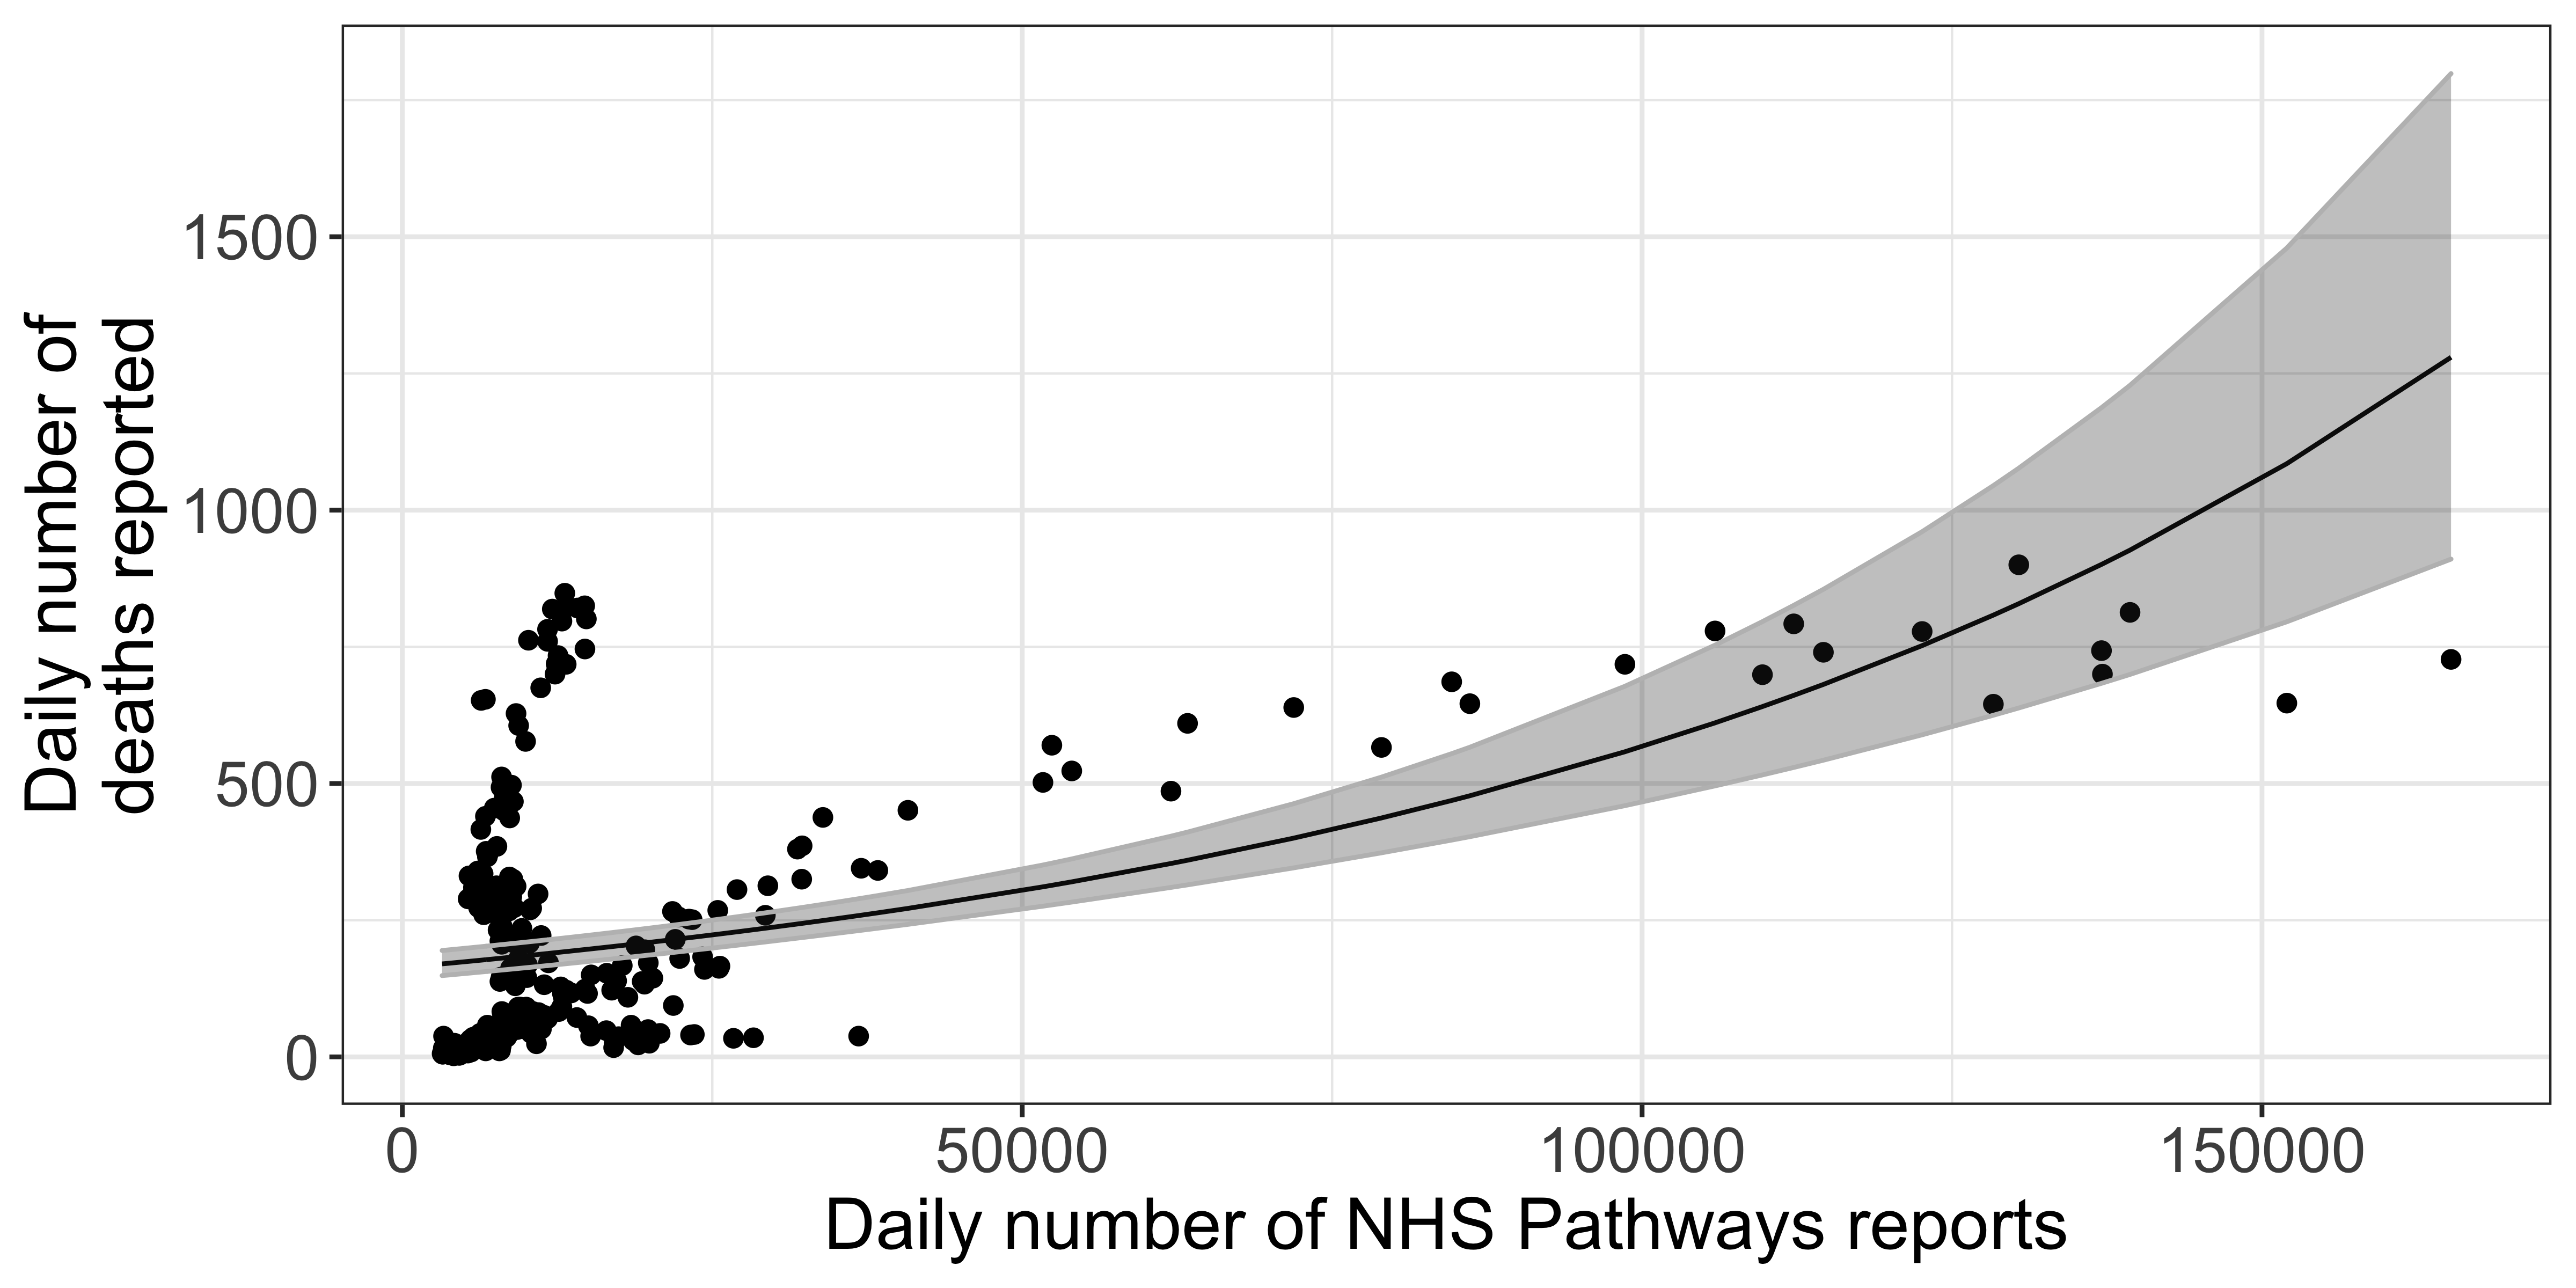 Daily number of
deaths reported
1500
1000
500
0
0 50000 100000 150000
Daily number of NHS Pathways reports